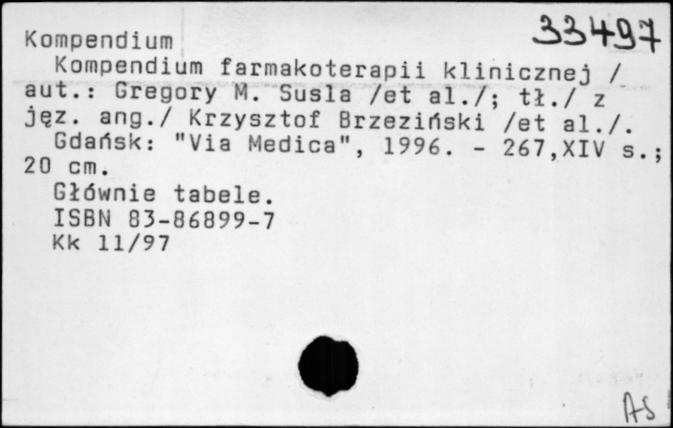 33497
Kompendium
Kompendium farmakoterapii klinicznej /
aut.: Gregory M. Susla /et al./; tł./ z
jęz. ang./ Krzysztof Brzeziński /et al./.
Gdańsk: "Via Medica", 1996. - 267,XIV s.;
20 cm.
Głównie tabele.
ISBN 83-86899-7
Kk 11/97
AS